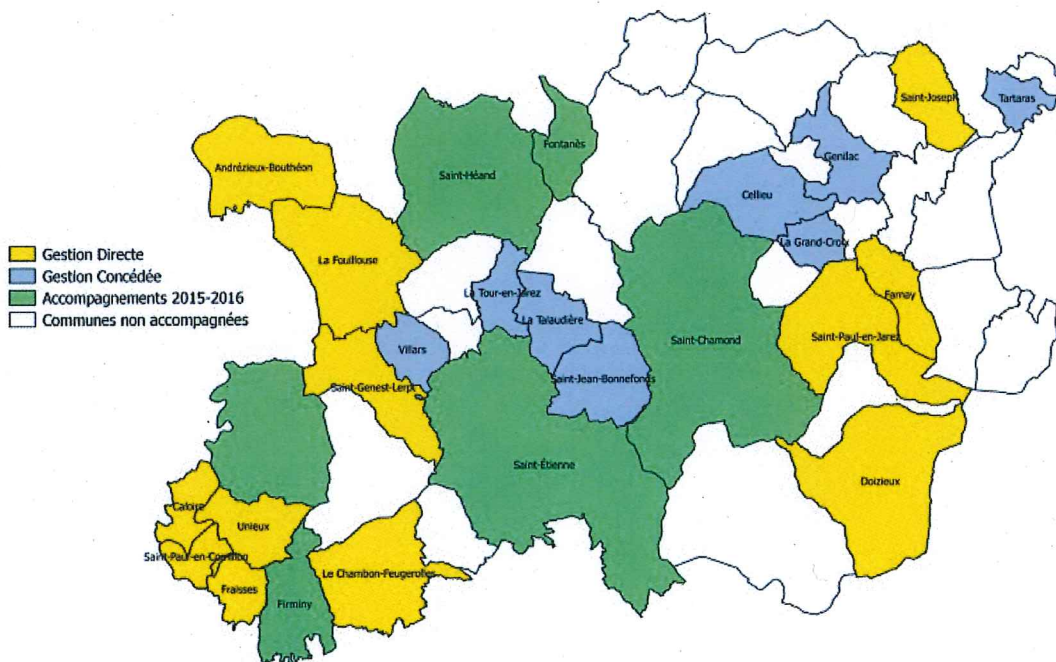 Saint-Joseph
Tartaras
Fontanès
Andrézieux-Bouthéon
Saint-Héand
Genilac
Cellieu
La Grand-Croix
Gestion Directe
Gestion Concédée
Accompagnements 2015-2016
Communes non accompagnées
La Fouillouse
La Tour-en-Jarez
Farnay
La Talaudière
Saint-Chamond
Saint-Paul-en-Jarez
Villars
Saint-Jean-Bonnefonds
Saint-Genest-Lerpt
Saint-Étienne
Doizieux
Caloire
Unieux
Saint-Paul-en-Cornillon
Le Chambon-Feugerolles
Fraisses
Firminy